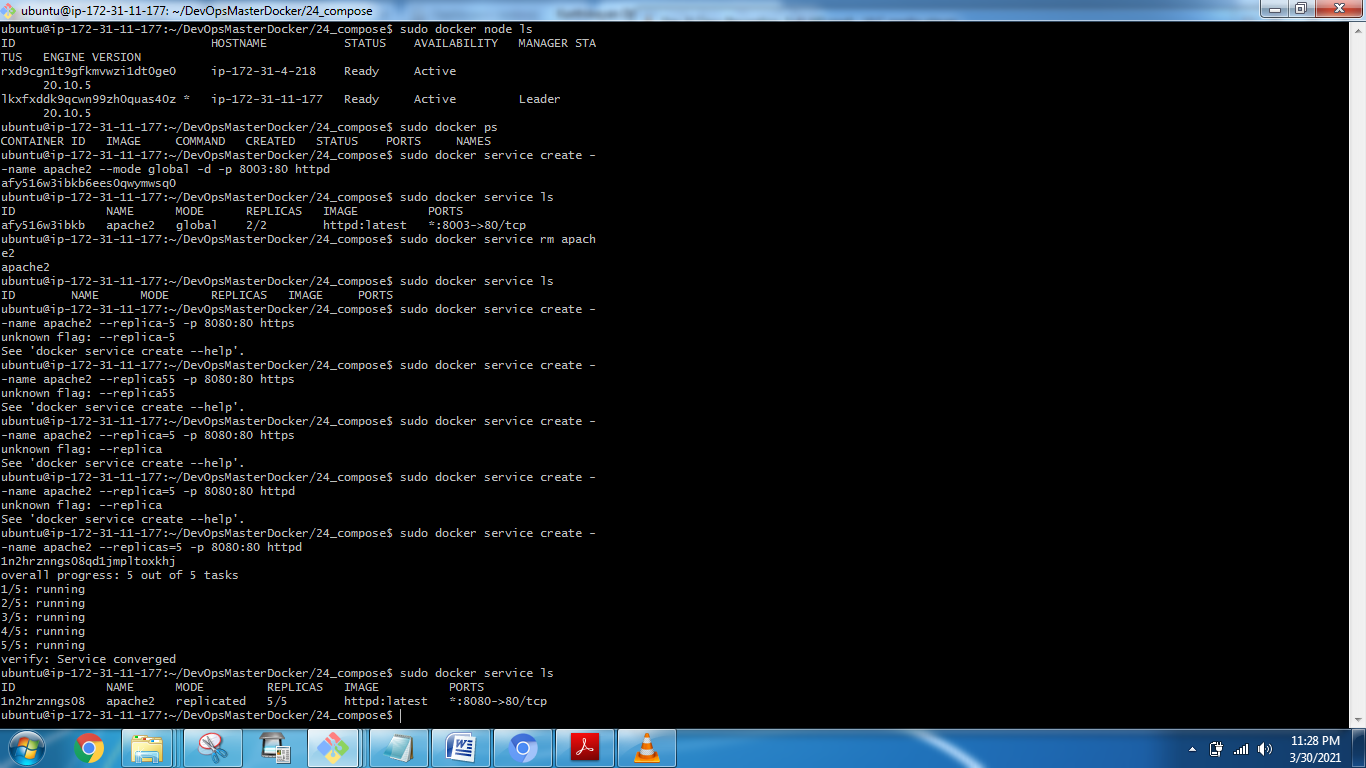 ubuntu@ip-172-31-11-177: ~/DevOpsMasterDocker/24_compose
ubuntu@ip-172-31-11-177:~/DevOpsMasterDocker/24_compose$ sudo docker node ls
ID                            HOSTNAME           STATUS    AVAILABILITY   MANAGER STA
TUS   ENGINE VERSION
rxd9cgn1t9gfkmvwzi1dt0ge0     ip-172-31-4-218    Ready     Active
      20.10.5
lkxfxddk9qcwn99zh0quas40z *   ip-172-31-11-177   Ready     Active         Leader
      20.10.5
ubuntu@ip-172-31-11-177:~/DevOpsMasterDocker/24_compose$ sudo docker ps
CONTAINER ID   IMAGE     COMMAND   CREATED   STATUS    PORTS     NAMES
ubuntu@ip-172-31-11-177:~/DevOpsMasterDocker/24_compose$ sudo docker service create -
-name apache2 --mode global -d -p 8003:80 httpd
afy516w3ibkb6ees0qwymwsq0
ubuntu@ip-172-31-11-177:~/DevOpsMasterDocker/24_compose$ sudo docker service ls
ID             NAME      MODE      REPLICAS   IMAGE          PORTS
afy516w3ibkb   apache2   global    2/2        httpd:latest   *:8003->80/tcp
ubuntu@ip-172-31-11-177:~/DevOpsMasterDocker/24_compose$ sudo docker service rm apach
e2
apache2
ubuntu@ip-172-31-11-177:~/DevOpsMasterDocker/24_compose$ sudo docker service ls
ID        NAME      MODE      REPLICAS   IMAGE     PORTS
ubuntu@ip-172-31-11-177:~/DevOpsMasterDocker/24_compose$ sudo docker service create -
-name apache2 --replica-5 -p 8080:80 https
unknown flag: --replica-5
See 'docker service create --help'.
ubuntu@ip-172-31-11-177:~/DevOpsMasterDocker/24_compose$ sudo docker service create -
-name apache2 --replica55 -p 8080:80 https
unknown flag: --replica55
See 'docker service create --help'.
ubuntu@ip-172-31-11-177:~/DevOpsMasterDocker/24_compose$ sudo docker service create -
-name apache2 --replica=5 -p 8080:80 https
unknown flag: --replica
See 'docker service create --help'.
ubuntu@ip-172-31-11-177:~/DevOpsMasterDocker/24_compose$ sudo docker service create -
-name apache2 --replica=5 -p 8080:80 httpd
unknown flag: --replica
See 'docker service create --help'.
ubuntu@ip-172-31-11-177:~/DevOpsMasterDocker/24_compose$ sudo docker service create -
-name apache2 --replicas=5 -p 8080:80 httpd
1n2hrznngs08qd1jmpltoxkhj
overall progress: 5 out of 5 tasks
1/5: running
2/5: running
3/5: running
4/5: running
5/5: running
verify: Service converged
ubuntu@ip-172-31-11-177:~/DevOpsMasterDocker/24_compose$ sudo docker service ls
ID             NAME      MODE         REPLICAS   IMAGE          PORTS
1n2hrznngs08   apache2   replicated   5/5        httpd:latest   *:8080->80/tcp
ubuntu@ip-172-31-11-177:~/DevOpsMasterDocker/24_compose$
11:28 PM
3/30/2021